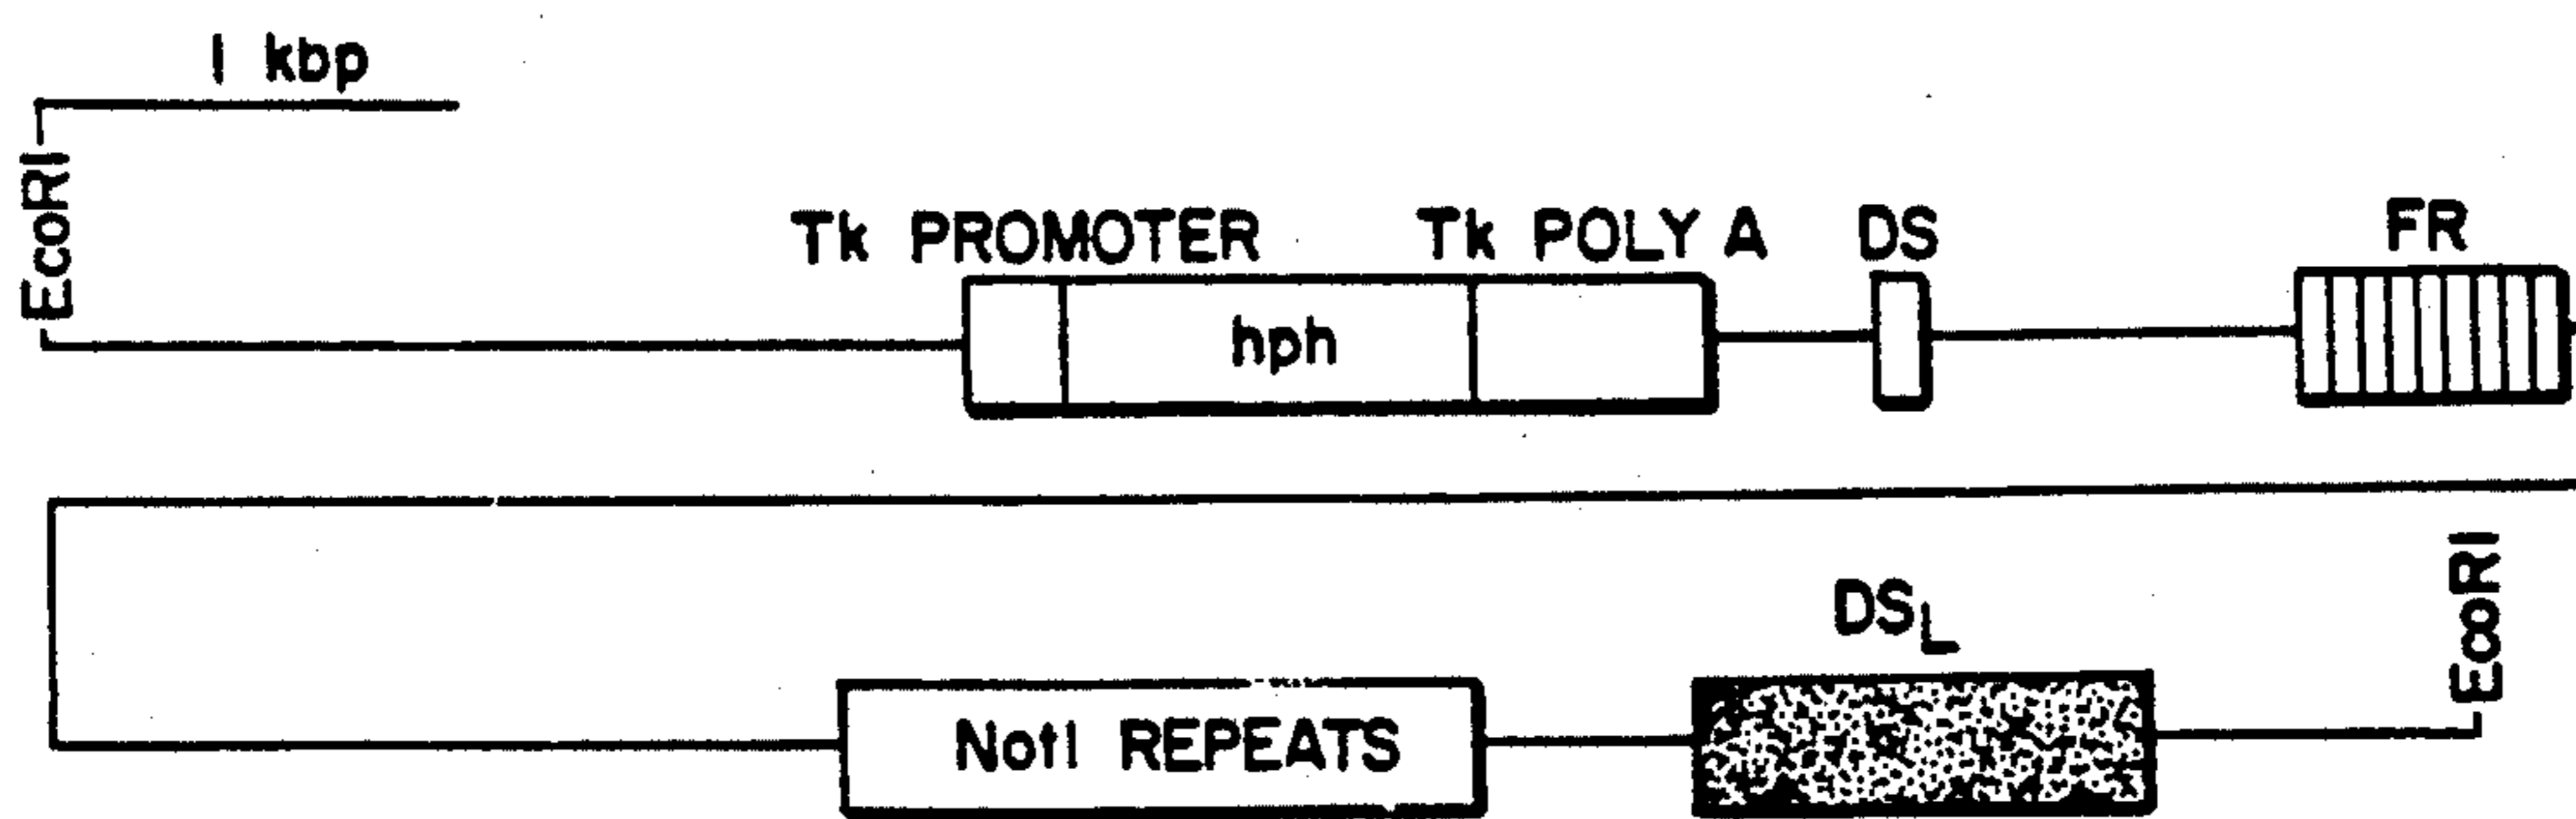 1 kbp
EcoRI
Tk PROMOTER
Tk POLY A
DS
FR
hph
DSL
EcoRI
NotI REPEATS